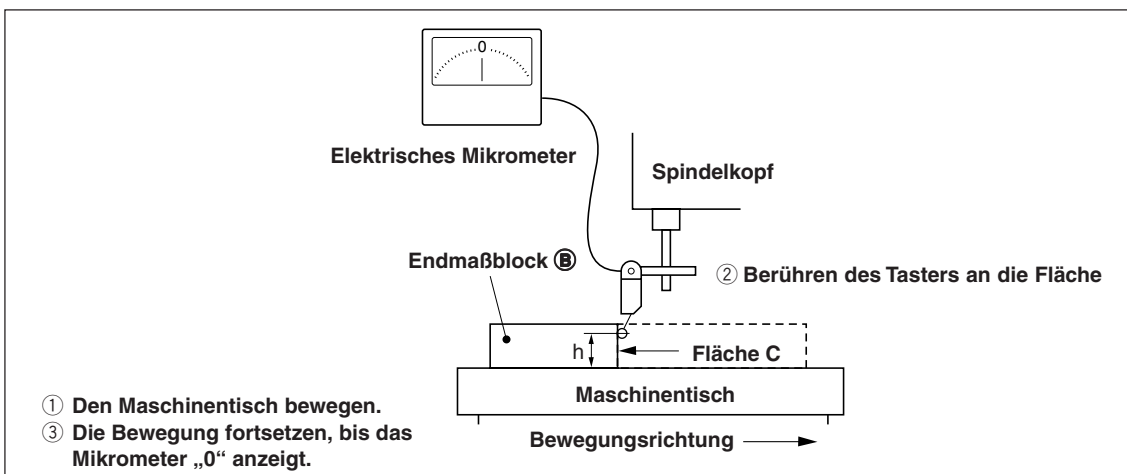 0
Elektrisches Mikrometer
Spindelkopf
Endmaßblock Ⓑ
② Berühren des Tasters an die Fläche
h
Fläche C
Maschinentisch
① Den Maschinentisch bewegen.
③ Die Bewegung fortsetzen, bis das
Mikrometer „0“ anzeigt.
Bewegungsrichtung